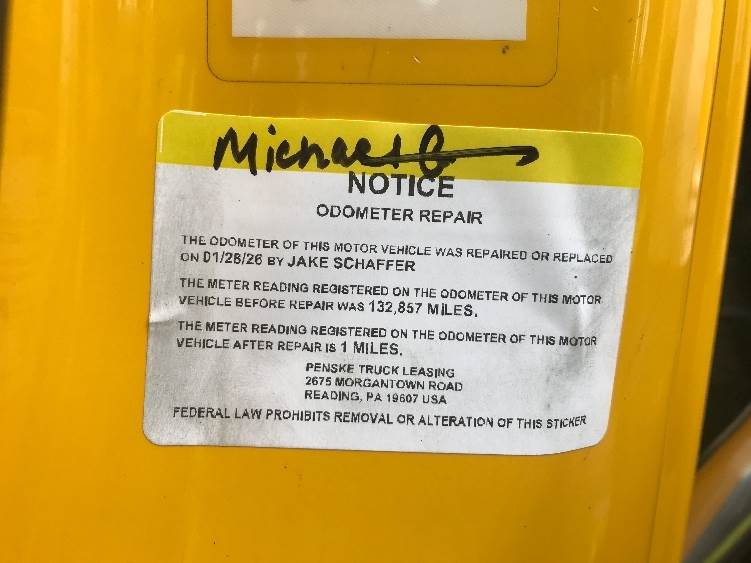 Michael
NOTICE
ODOMETER REPAIR
THE ODOMETER OF THIS MOTOR VEHICLE WAS REPAIRED OR REPLACED
ON 01/28/26 BY JAKE SCHAFFER
THE METER READING REGISTERED ON THE ODOMETER OF THIS MOTOR
VEHICLE BEFORE REPAIR WAS 132,857 MILES.
THE METER READING REGISTERED ON THE ODOMETER OF THIS MOTOR
VEHICLE AFTER REPAIR IS 1 MILES.
PENSKE TRUCK LEASING
2675 MORGANTOWN ROAD
READING, PA 19607 USA
FEDERAL LAW PROHIBITS REMOVAL OR ALTERATION OF THIS STICKER